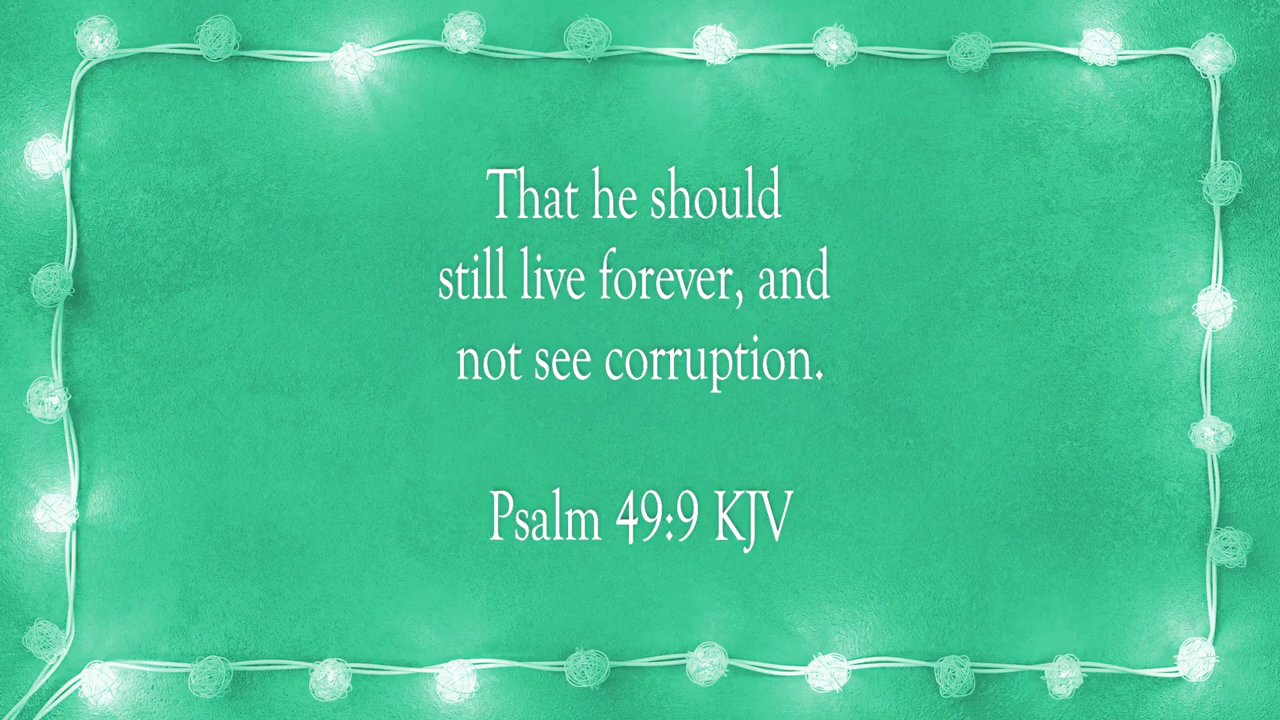 That he should
still live forever, and
not see corruption.
Psalm 49:9 KJV